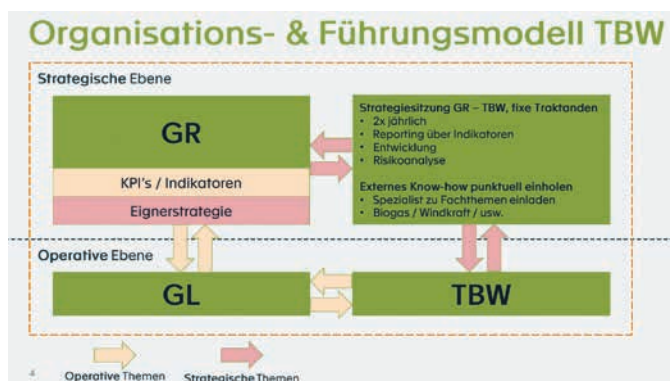 Organisations- & Führungsmodell TBW
Strategische Ebene
GR
KPI's / Indikatoren
Eignerstrategie
Strategiesitzung GR – TBW, fixe Traktanden
• 2x jährlich
• Reporting über Indikatoren
• Entwicklung
• Risikoanalyse
Externes Know-how punktuell einholen
• Spezialist zu Fachthemen einladen
• Biogas / Windkraft / usw.
Operative Ebene
GL
TBW
4
Operative Themen
Strategische Themen